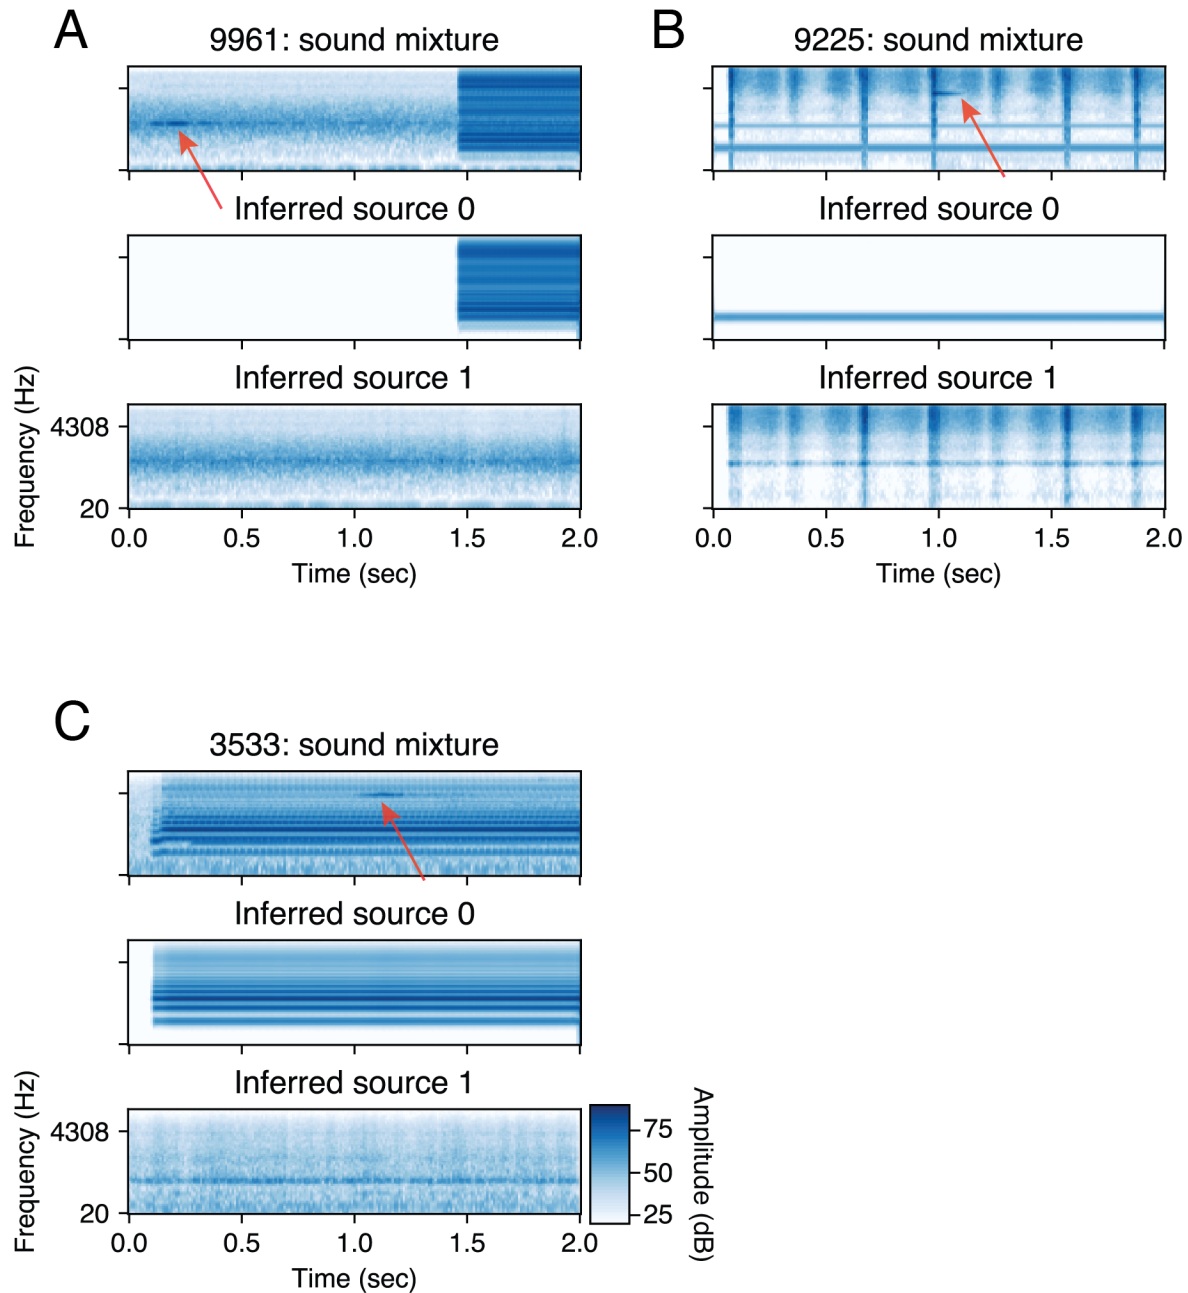 A
9961: sound mixture
Inferred source 0
Inferred source 1
Frequency (Hz)
4308
20
0.0 0.5 1.0 1.5 2.0
Time (sec)
B
9225: sound mixture
Inferred source 0
Inferred source 1
0.0 0.5 1.0 1.5 2.0
Time (sec)
C
3533: sound mixture
Inferred source 0
Inferred source 1
Frequency (Hz)
4308
20
0.0 0.5 1.0 1.5 2.0
Time (sec)
75
50
25
Amplitude (dB)